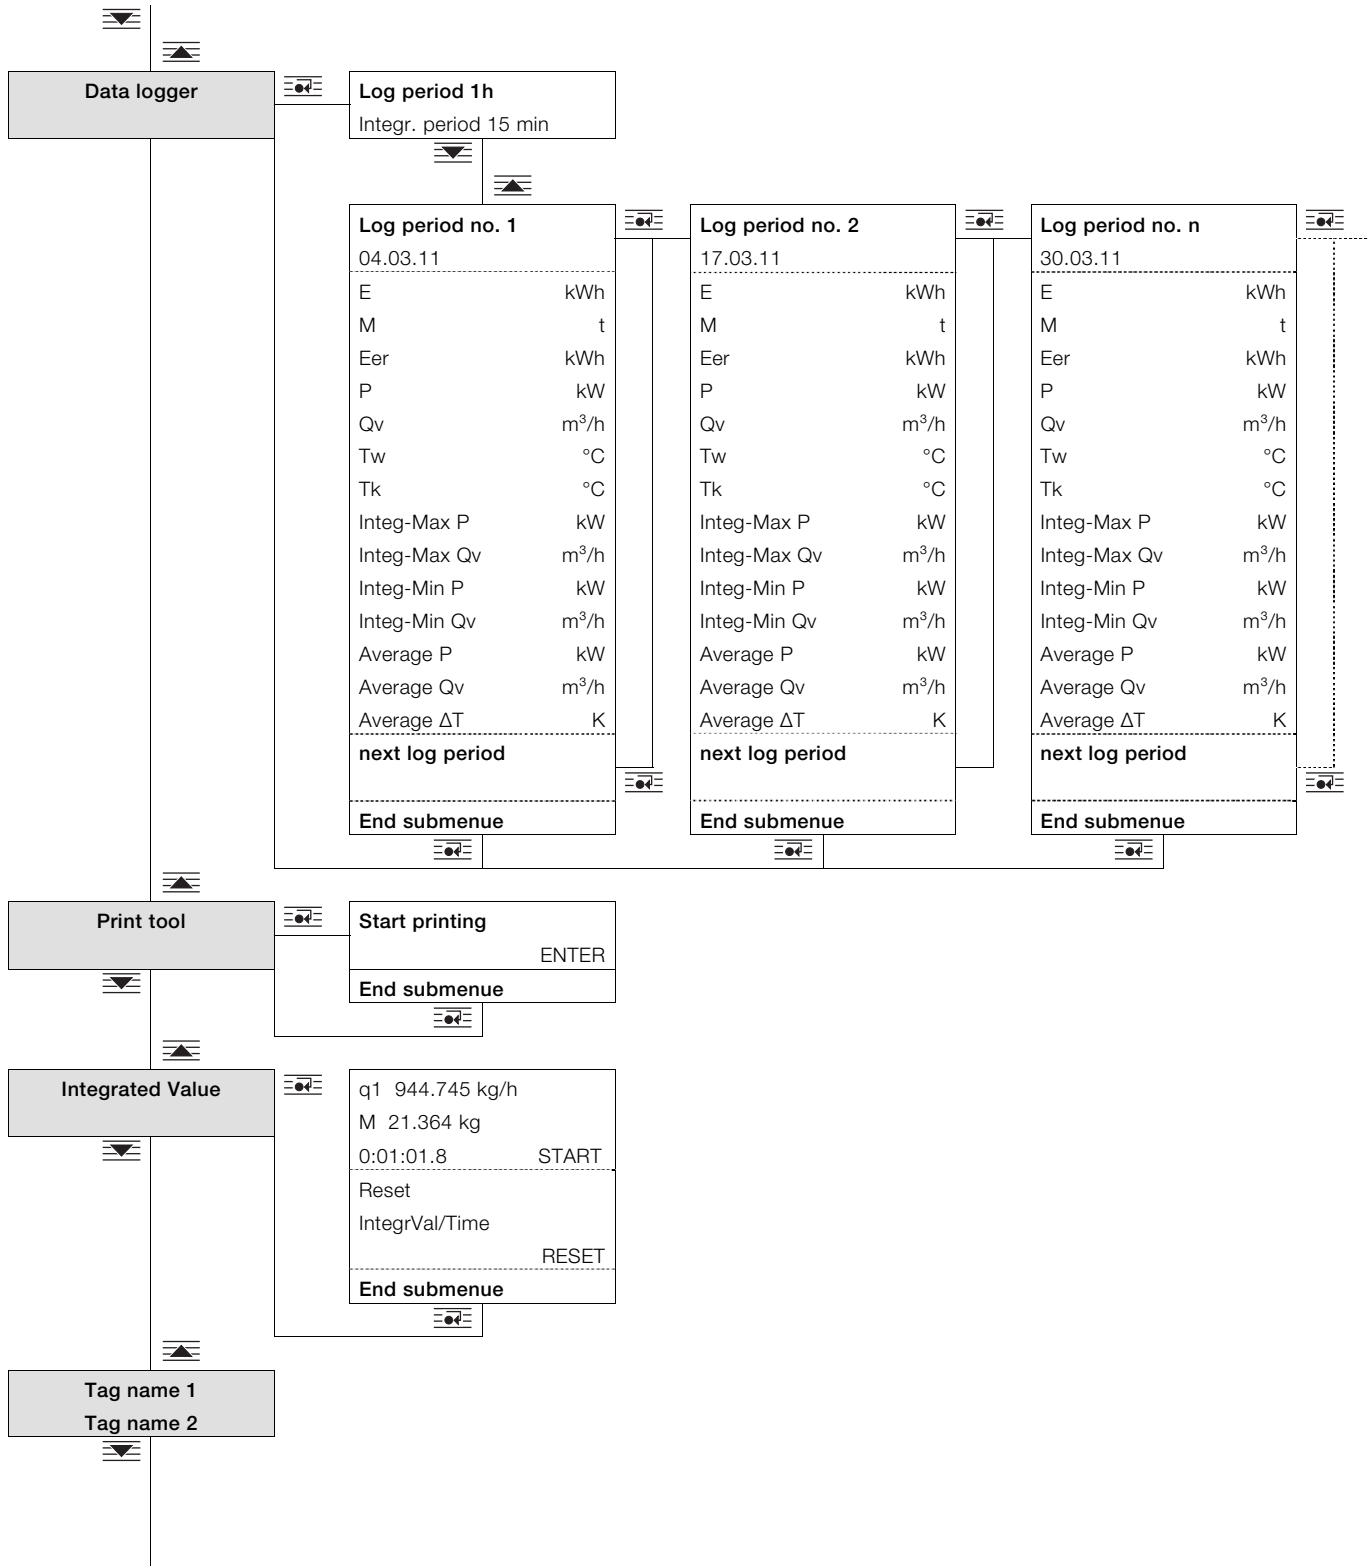 Data logger
Log period 1h
Integr. period 15 min
Log period no. 1
04.03.11
E kWh
M t
Eer kWh
P kW
Qv m³/h
Tw °C
Tk °C
Integ-Max P kW
Integ-Max Qv m³/h
Integ-Min P kW
Integ-Min Qv m³/h
Average P kW
Average Qv m³/h
Average ΔT K
next log period
End submenue
Log period no. 2
17.03.11
E kWh
M t
Eer kWh
P kW
Qv m³/h
Tw °C
Tk °C
Integ-Max P kW
Integ-Max Qv m³/h
Integ-Min P kW
Integ-Min Qv m³/h
Average P kW
Average Qv m³/h
Average ΔT K
next log period
End submenue
Log period no. n
30.03.11
E kWh
M t
Eer kWh
P kW
Qv m³/h
Tw °C
Tk °C
Integ-Max P kW
Integ-Max Qv m³/h
Integ-Min P kW
Integ-Min Qv m³/h
Average P kW
Average Qv m³/h
Average ΔT K
next log period
End submenue
Print tool
Start printing
ENTER
End submenue
Integrated Value
q1 944.745 kg/h
M 21.364 kg
0:01:01.8 START
Reset
IntegrVal/Time
RESET
End submenue
Tag name 1
Tag name 2